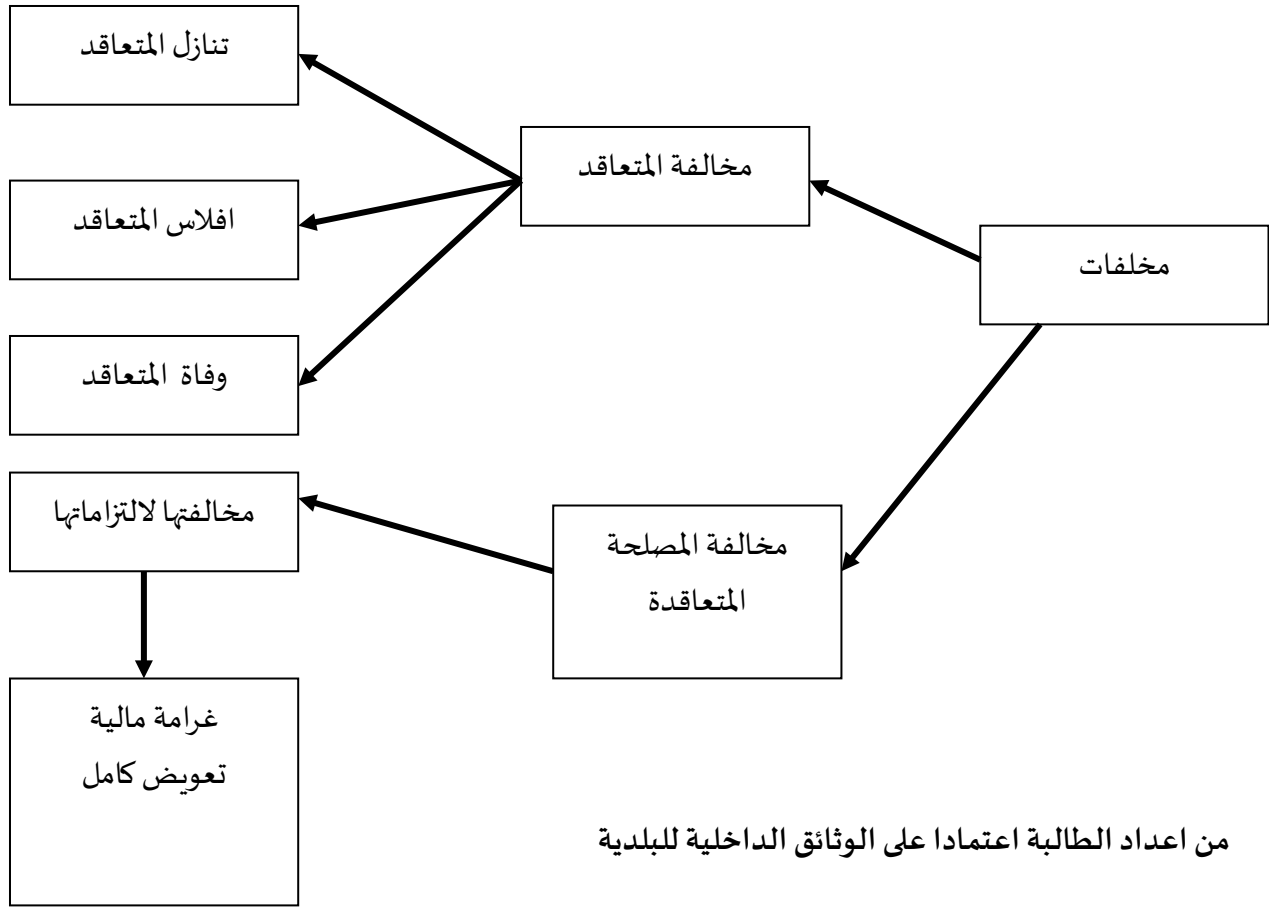 مخلفات
مخالفة المتعاقد
تنازل المتعاقد
افلاس المتعاقد
وفاة المتعاقد
مخالفة المصلحة
المتعاقدة
مخالفتها لالتزاماتها
غرامة مالية
تعويض كامل
من اعداد الطالبة اعتمادا على الوثائق الداخلية للبلدية